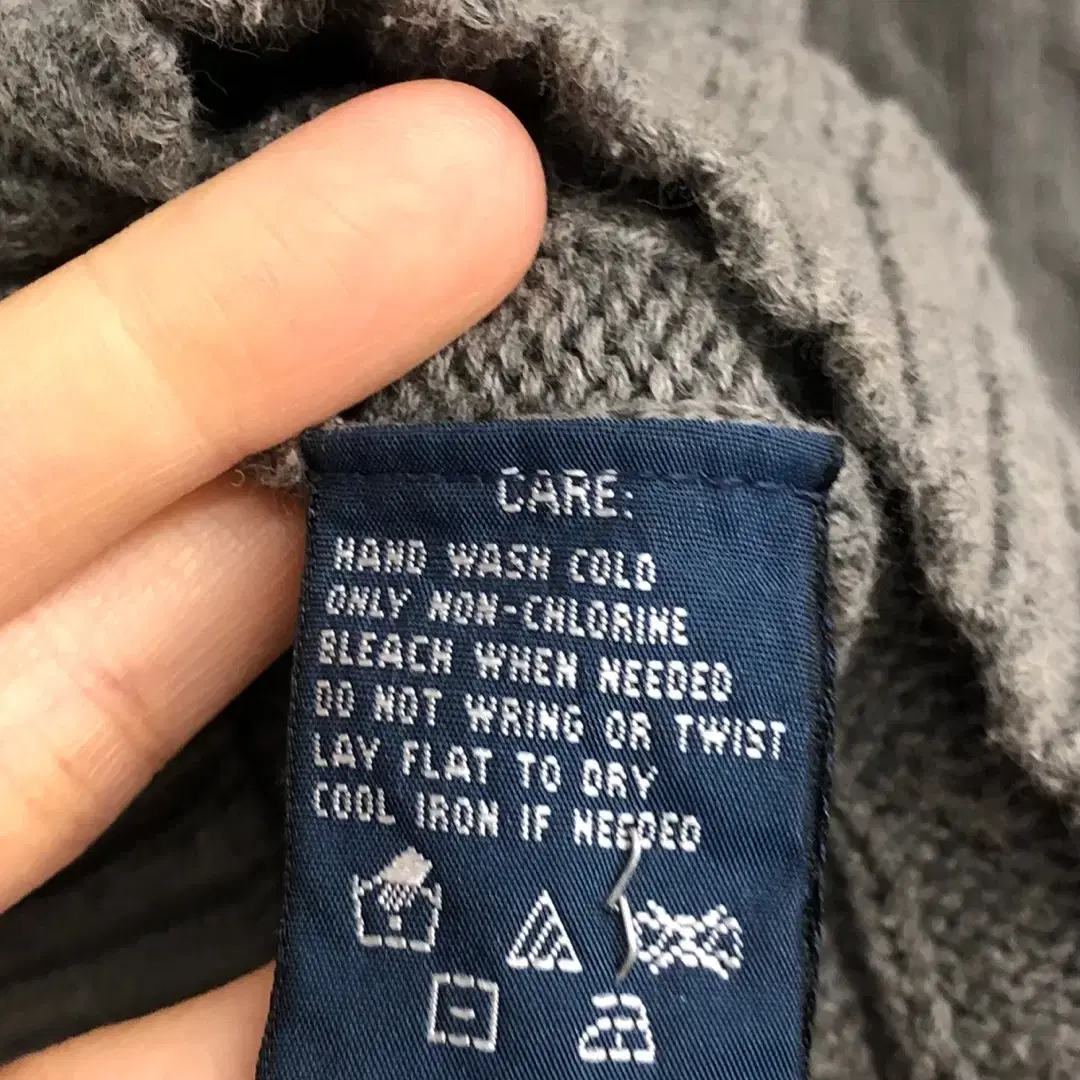 CARE:
HAND WASH COLD
ONLY NON-CHLORINE
BLEACH WHEN NEEDED
DO NOT WRING OR TWIST
LAY FLAT TO DRY
COOL IRON IF NEEDED